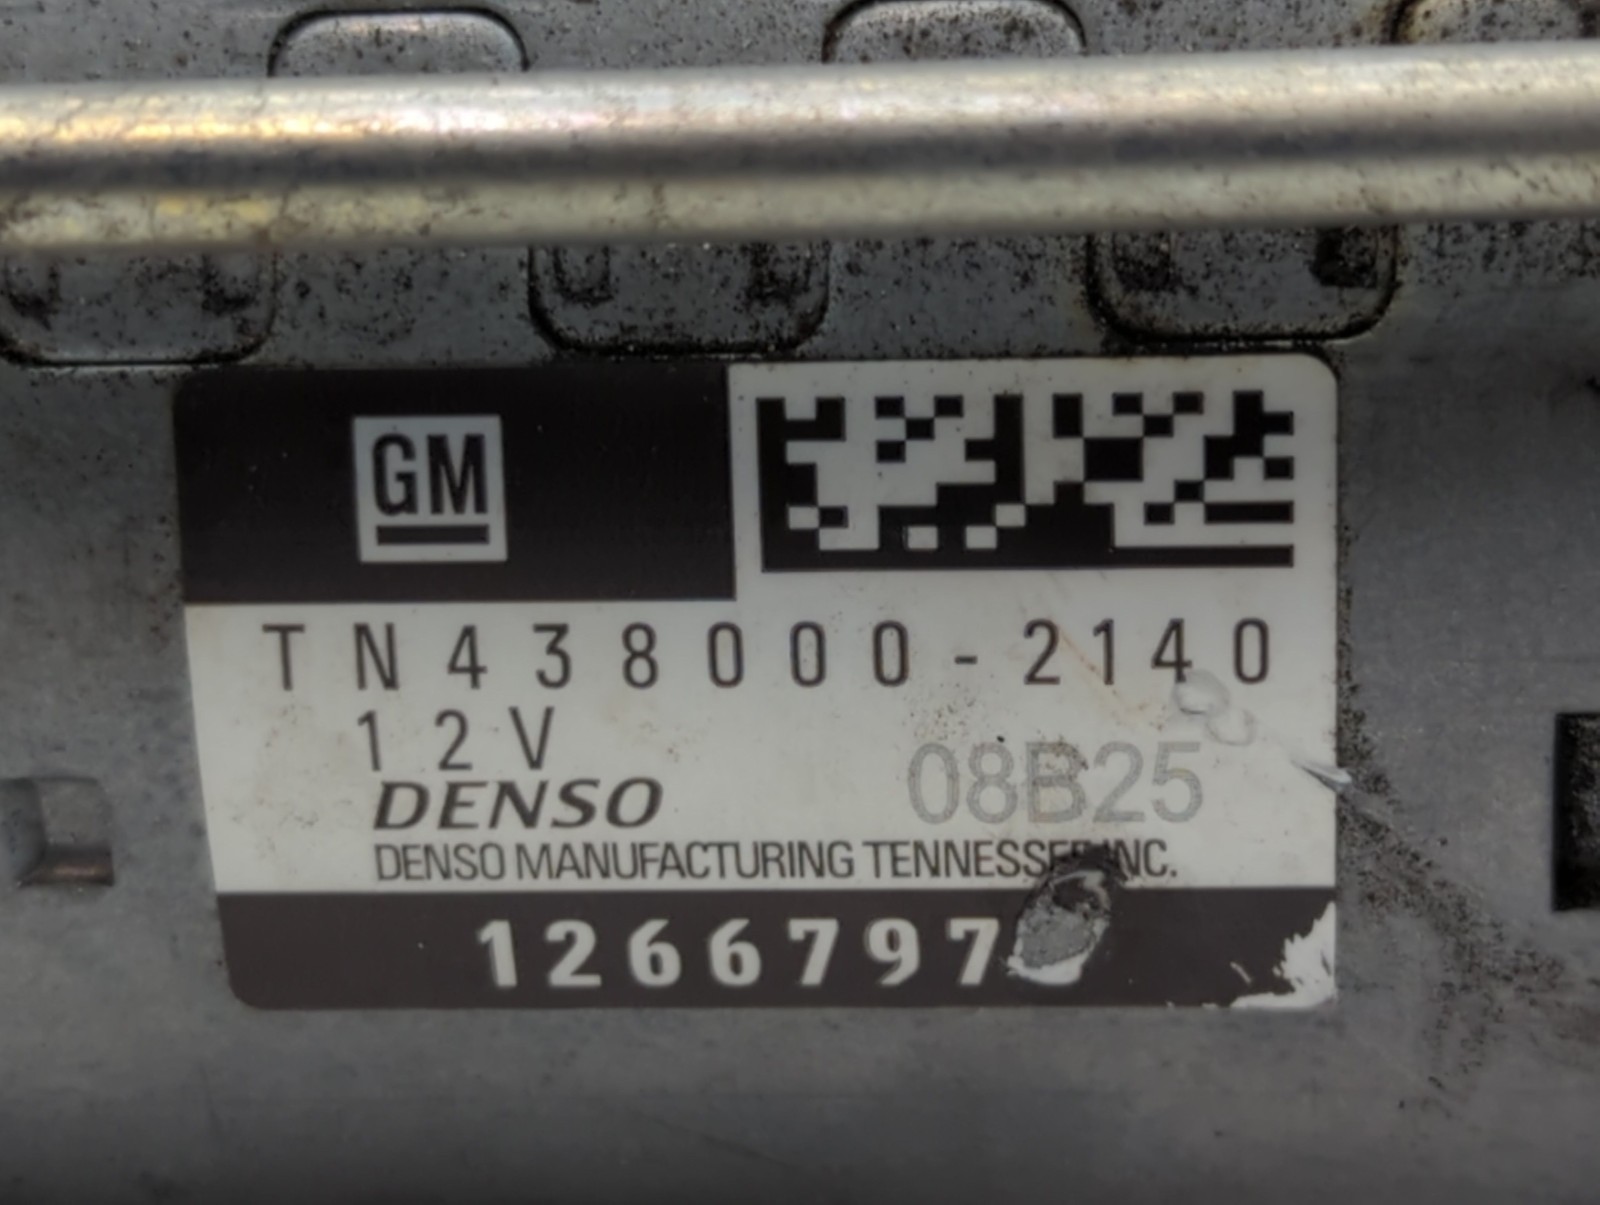 GM
TN438000-2140
12V
08B25
DENSO
DENSO MANUFACTURING TENNESSEE INC.
1266797